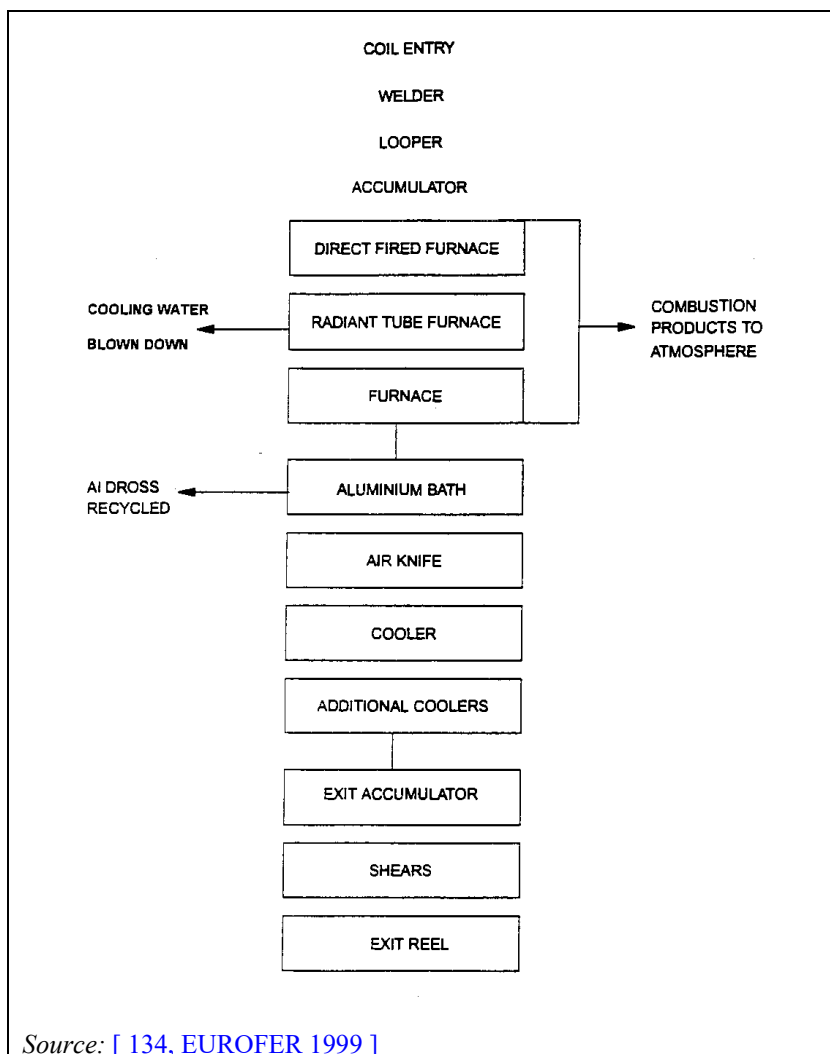 COIL ENTRY
WELDER
LOOPER
ACCUMULATOR
DIRECT FIRED FURNACE
COOLING WATER
BLOWN DOWN
RADIANT TUBE FURNACE
COMBUSTION
PRODUCTS TO
ATMOSPHERE
FURNACE
Al DROSS
RECYCLED
ALUMINIUM BATH
AIR KNIFE
COOLER
ADDITIONAL COOLERS
EXIT ACCUMULATOR
SHEARS
EXIT REEL
Source: [ 134, EUROFER 1999 ]